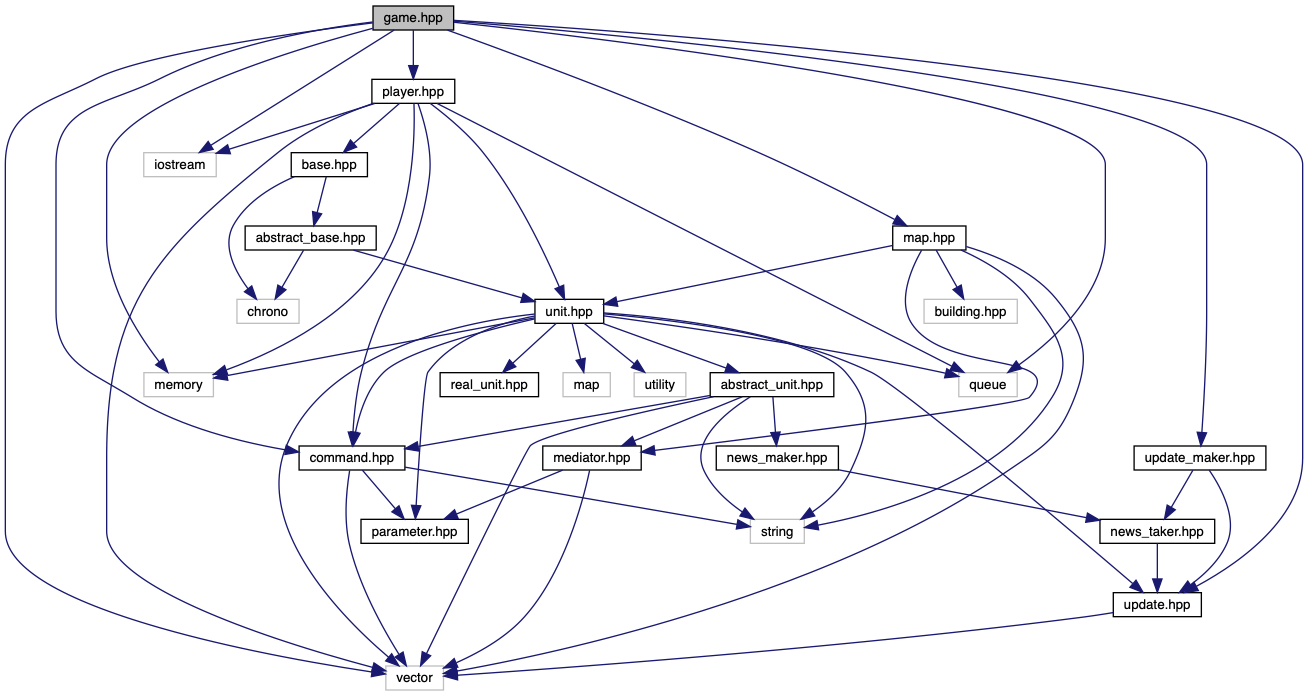 game.hpp
player.hpp
iostream
base.hpp
abstract_base.hpp
map.hpp
chrono
unit.hpp
building.hpp
memory
real_unit.hpp
map
utility
abstract_unit.hpp
queue
command.hpp
mediator.hpp
news_maker.hpp
update_maker.hpp
parameter.hpp
string
news_taker.hpp
update.hpp
vector